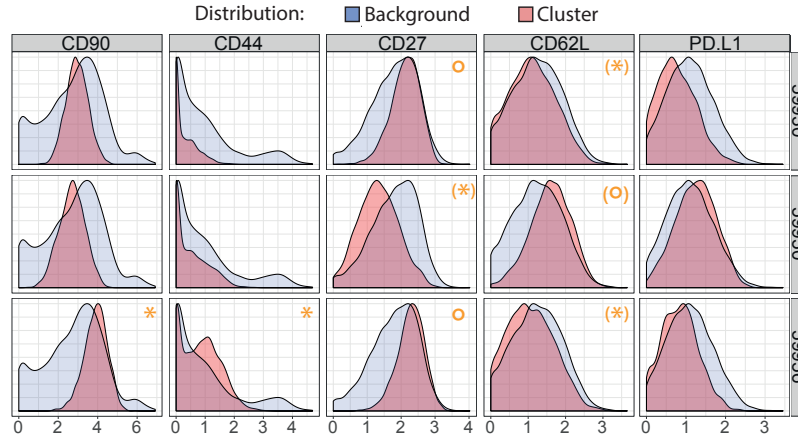 Distribution: Background Cluster
CD90 CD44 CD27 CD62L PD.L1
0 2 4 6 0 1 2 3 4 0 1 2 3 4 0 1 2 3 0 1 2 3